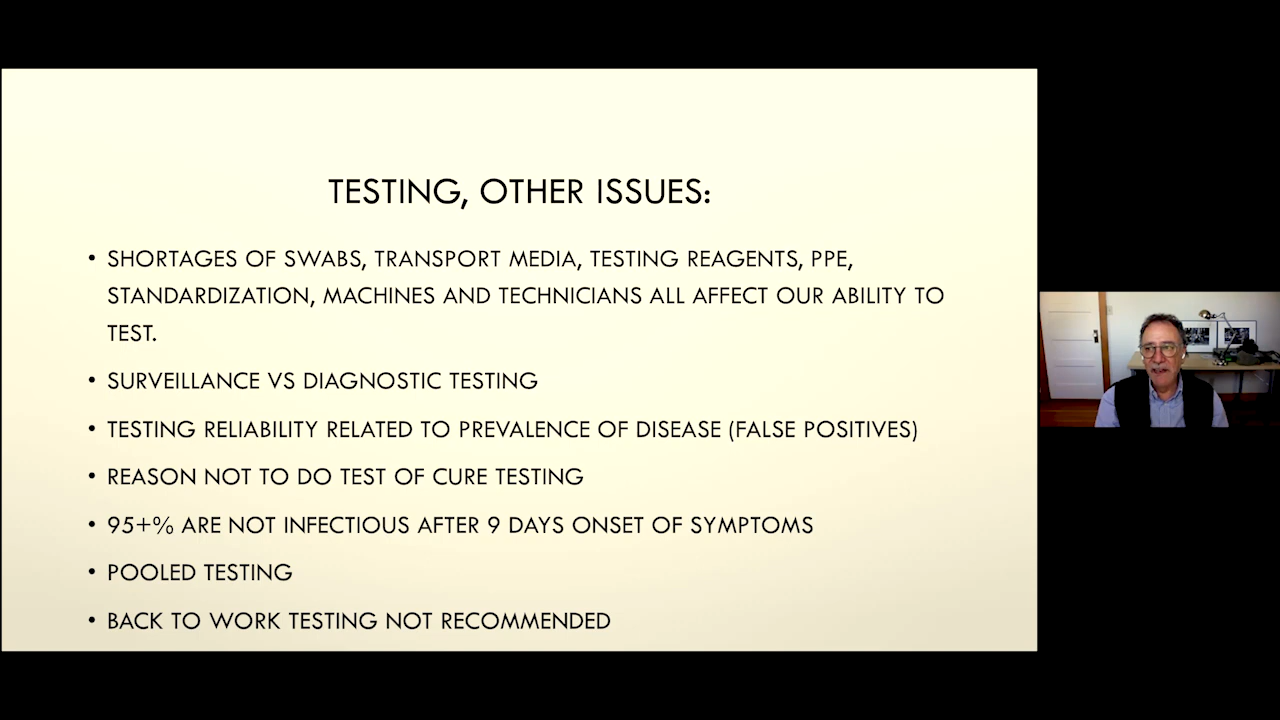 TESTING, OTHER ISSUES:
• SHORTAGES OF SWABS, TRANSPORT MEDIA, TESTING REAGENTS, PPE,
STANDARDIZATION, MACHINES AND TECHNICIANS ALL AFFECT OUR ABILITY TO
TEST.
• SURVEILLANCE VS DIAGNOSTIC TESTING
• TESTING RELIABILITY RELATED TO PREVALENCE OF DISEASE (FALSE POSITIVES)
• REASON NOT TO DO TEST OF CURE TESTING
• 95+% ARE NOT INFECTIOUS AFTER 9 DAYS ONSET OF SYMPTOMS
• POOLED TESTING
• BACK TO WORK TESTING NOT RECOMMENDED